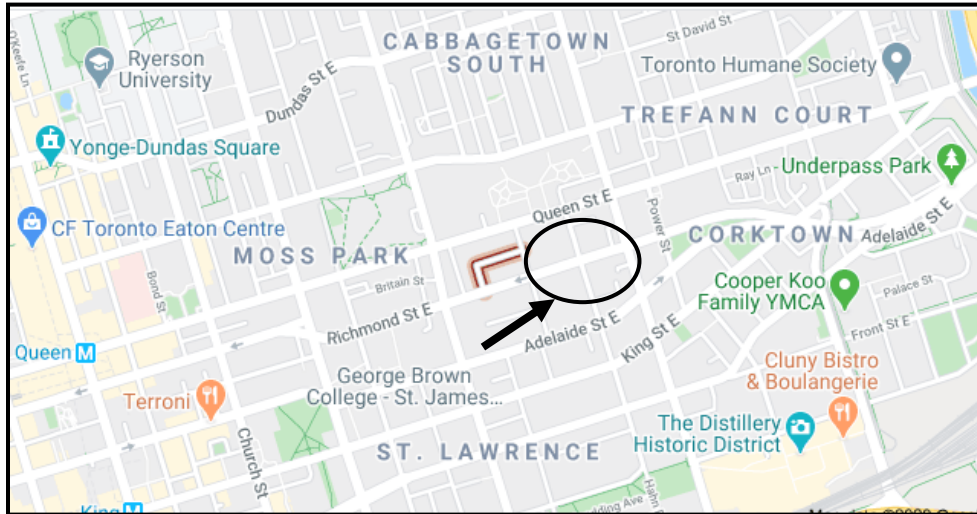 O'Keefe Ln
Ryerson
University
Dundas St E
CABBAGETOWN
SOUTH
St David St
Toronto Humane Society
TREFANN COURT
Yonge-Dundas Square
Ray Ln
Underpass Park
CF Toronto Eaton Centre
Queen St E
Power St
MOSS PARK
CORKTOWN
Adelaide St E
Bond St
Britain St
Cooper Koo
Family YMCA
Palace St
Richmond St E
Adelaide St E
King St E
Front St E
Queen M
George Brown
College - St. James...
Cluny Bistro
& Boulangerie
Terroni
Church St
ST. LAWRENCE
The Distillery
Historic District
King M